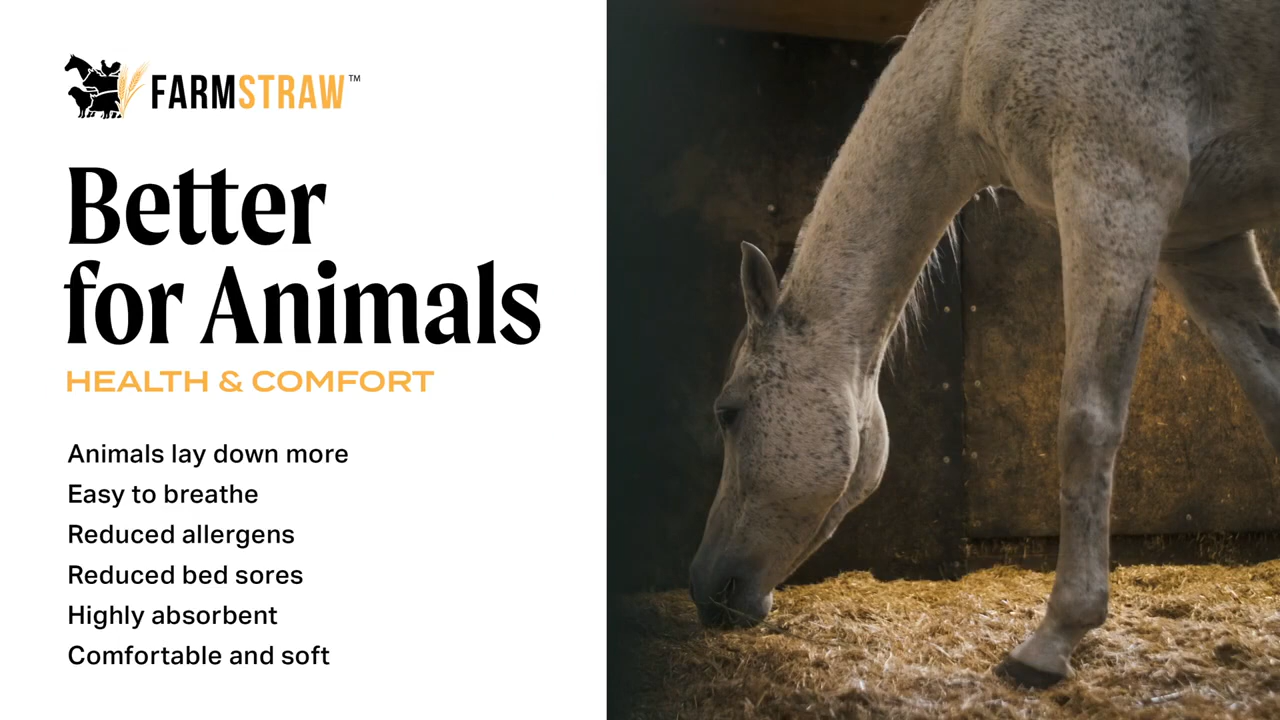 FARMSTRAW™
Better
for Animals
HEALTH & COMFORT
Animals lay down more
Easy to breathe
Reduced allergens
Reduced bed sores
Highly absorbent
Comfortable and soft